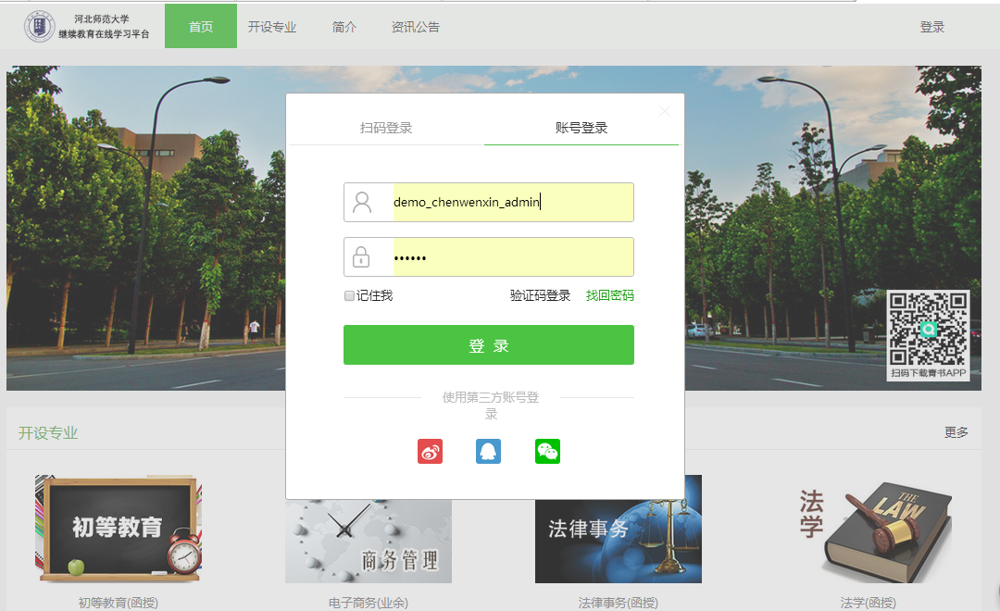 河北师范大学
继续教育在线学习平台
首页
开设专业
简介
资讯公告
登录
扫码登录
账号登录
demo_chenwenxin_admin
••••••
记住我
验证码登录
找回密码
登 录
使用第三方账号登
录
扫码下载青书APP
开设专业
更多
初等教育
商务管理
法律事务
法
学
THE
LAW
初等教育(函授)
电子商务(业余)
法律事务(函授)
法学(函授)